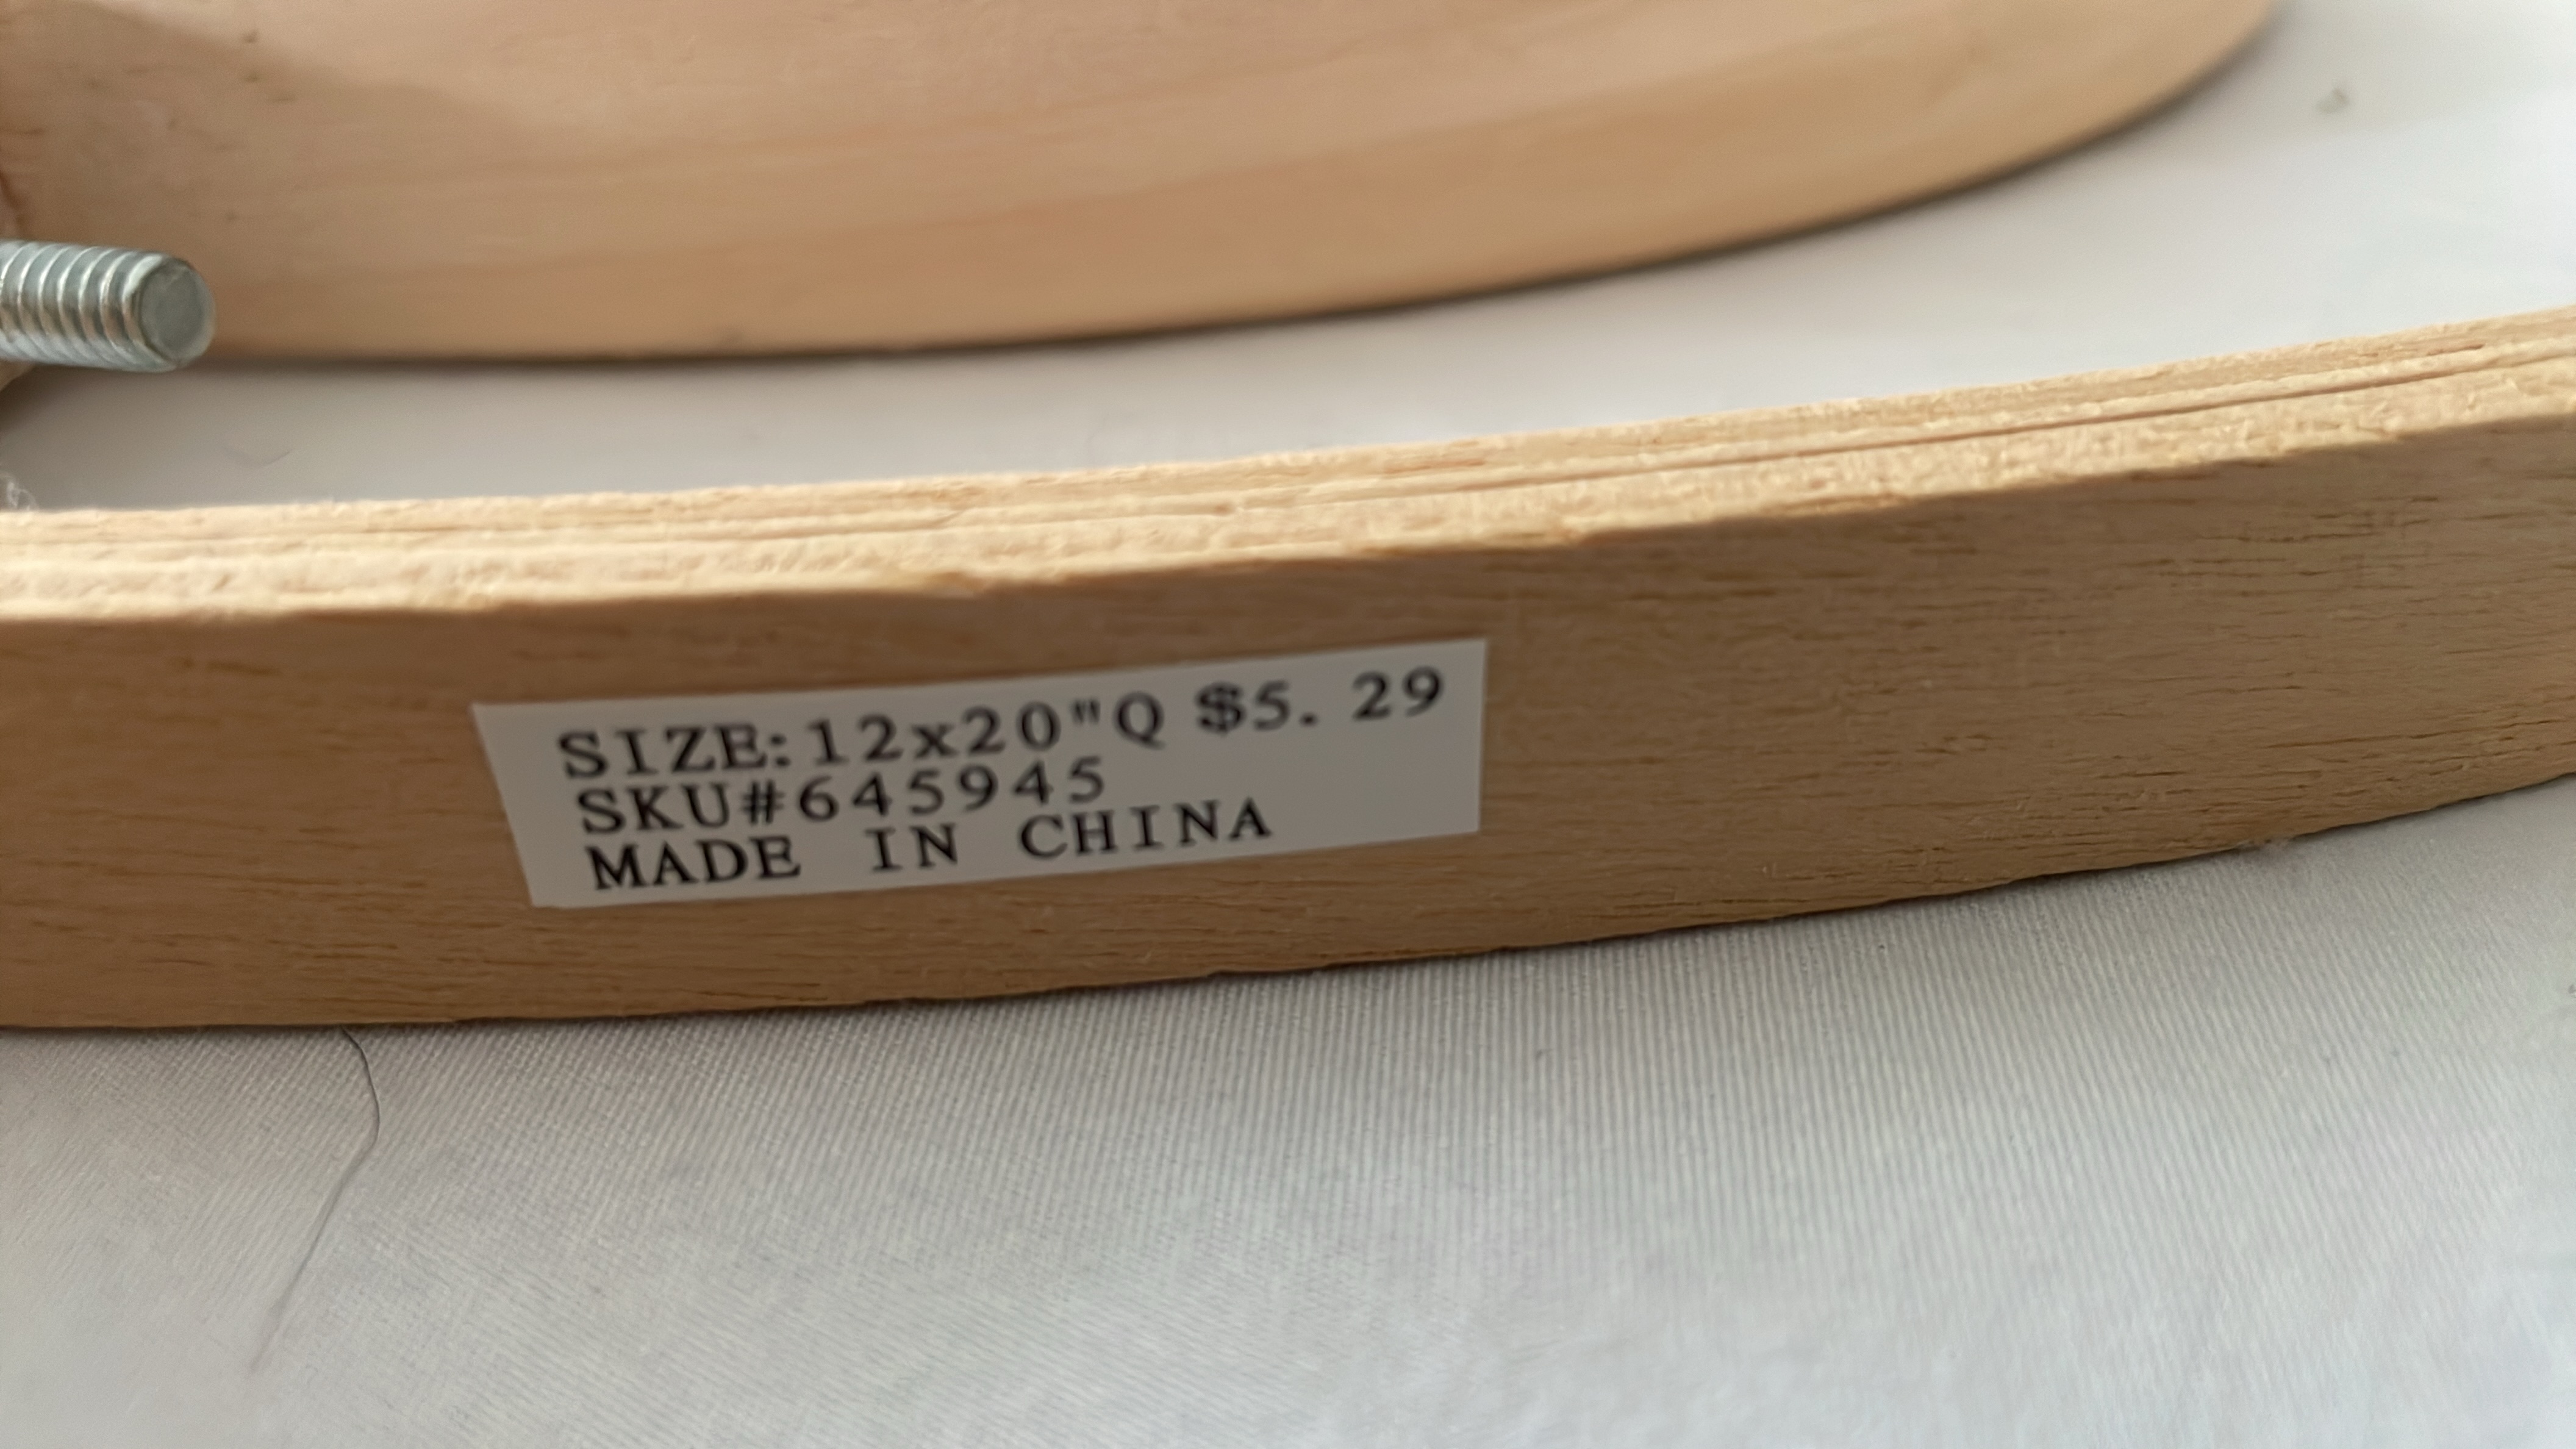 SIZE:12x20"Q $5. 29
SKU#645945
MADE IN CHINA